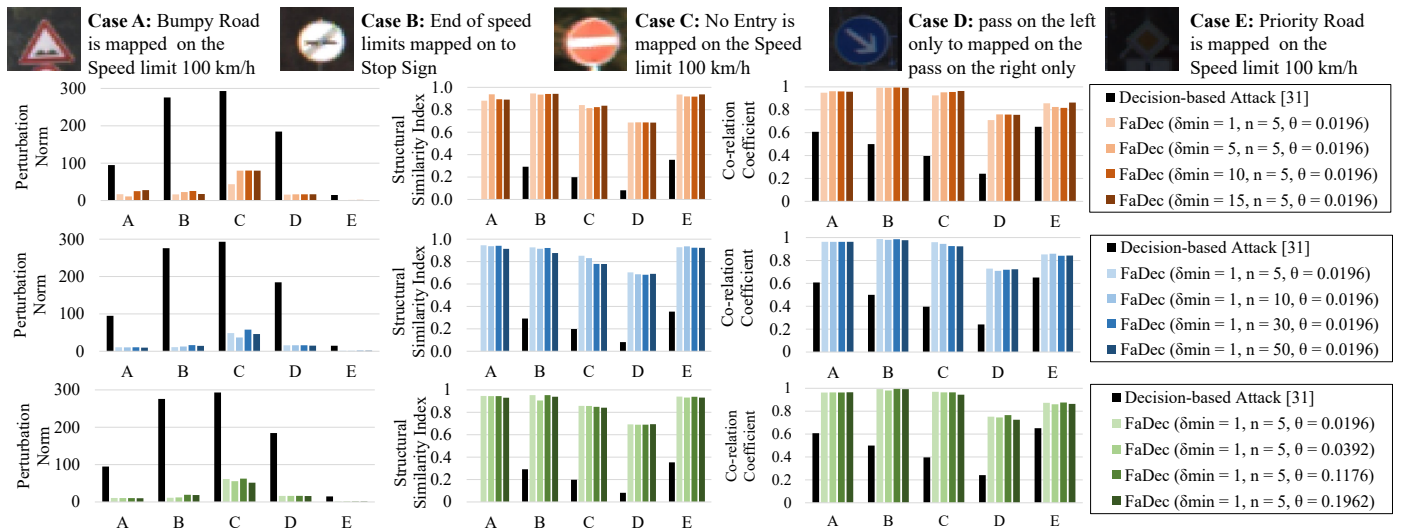 Case A: Bumpy Road
is mapped on the
Speed limit 100 km/h
Case B: End of speed
limits mapped on to
Stop Sign
Case C: No Entry is
mapped on the Speed
limit 100 km/h
Case D: pass on the left
only to mapped on the
pass on the right only
Case E: Priority Road
is mapped on the
Speed limit 100 km/h
Perturbation
Norm
300
200
100
0
A B C D E
Structural
Similarity Index
1.0
0.8
0.6
0.4
0.2
0.0
A B C D E
Co-relation
Coefficient
1
0.8
0.6
0.4
0.2
0
A B C D E
Decision-based Attack [31]
FaDec (δmin = 1, n = 5, θ = 0.0196)
FaDec (δmin = 5, n = 5, θ = 0.0196)
FaDec (δmin = 10, n = 5, θ = 0.0196)
FaDec (δmin = 15, n = 5, θ = 0.0196)
Perturbation
Norm
300
200
100
0
A B C D E
Structural
Similarity Index
1.0
0.8
0.6
0.4
0.2
0.0
A B C D E
Co-relation
Coefficient
1
0.8
0.6
0.4
0.2
0
A B C D E
Decision-based Attack [31]
FaDec (δmin = 1, n = 5, θ = 0.0196)
FaDec (δmin = 1, n = 10, θ = 0.0196)
FaDec (δmin = 1, n = 30, θ = 0.0196)
FaDec (δmin = 1, n = 50, θ = 0.0196)
Perturbation
Norm
300
200
100
0
A B C D E
Structural
Similarity Index
1
0.8
0.6
0.4
0.2
0
A B C D E
Co-relation
Coefficient
1
0.8
0.6
0.4
0.2
0
A B C D E
Decision-based Attack [31]
FaDec (δmin = 1, n = 5, θ = 0.0196)
FaDec (δmin = 1, n = 5, θ = 0.0392)
FaDec (δmin = 1, n = 5, θ = 0.1176)
FaDec (δmin = 1, n = 5, θ = 0.1962)